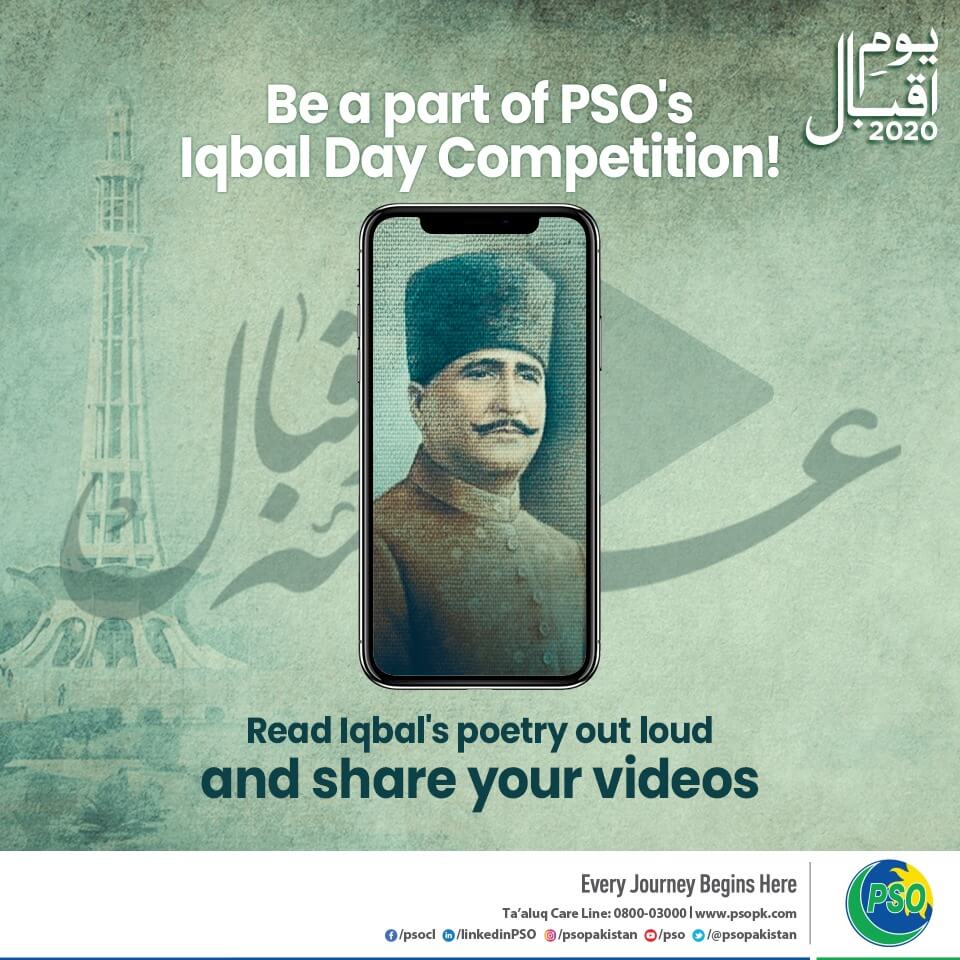 یومِ
اقبال
2020
Be a part of PSO's
Iqbal Day Competition!
علامہ اقبال
Read Iqbal's poetry out loud
and share your videos
Every Journey Begins Here
Ta'aluq Care Line: 0800-03000 | www.psopk.com
/psocl /linkedinPSO /psopakistan /pso /@psopakistan
PSO